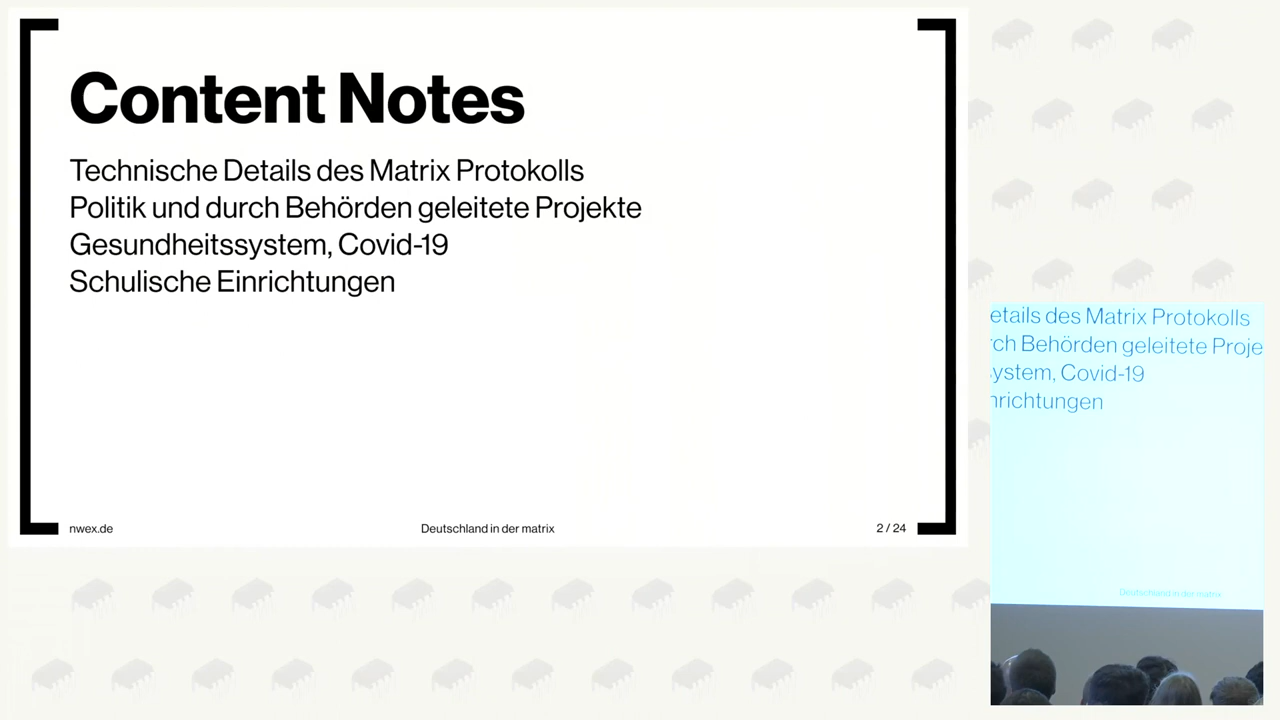 Content Notes
Technische Details des Matrix Protokolls
Politik und durch Behörden geleitete Projekte
Gesundheitssystem, Covid-19
Schulische Einrichtungen
nwex.de
Deutschland in der matrix
2 / 24
etails des Matrix Protokolls
rch Behörden geleitete Proje
ystem, Covid-19
nrichtungen
Deutschland in der matrix